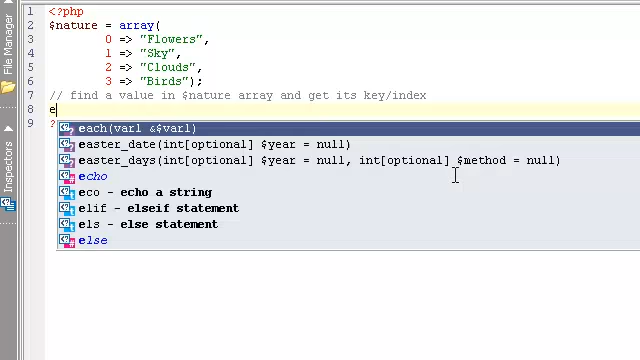 File Manager
Inspectors
1 <?php
2 $nature = array(
3 0 => "Flowers",
4 1 => "Sky",
5 2 => "Clouds",
6 3 => "Birds");
7 // find a value in $nature array and get its key/index
8 e
9 ?
each(var1 &$var1)
easter_date(int[optional] $year = null)
easter_days(int[optional] $year = null, int[optional] $method = null)
echo
eco - echo a string
elif - elseif statement
els - else statement
else